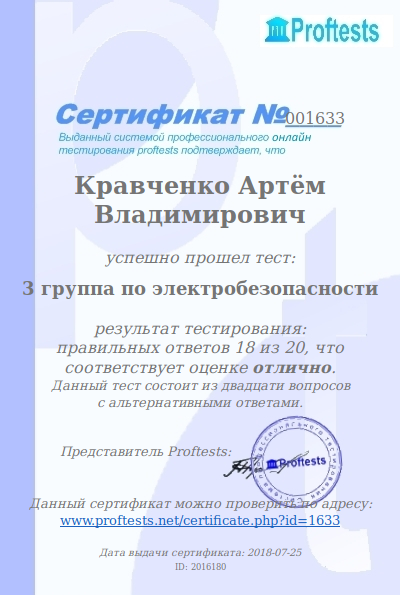 Proftests
Сертификат №001633
Выданный системой профессионального онлайн
тестирования proftests подтверждает, что
Кравченко Артём
Владимирович
успешно прошел тест:
3 группа по электробезопасности
результат тестирования:
правильных ответов 18 из 20, что
соответствует оценке отлично.
Данный тест состоит из двадцати вопросов
с альтернативными ответами.
Представитель Proftests:
Proftests
Данный сертификат можно проверить по адресу:
www.proftests.net/certificate.php?id=1633
Дата выдачи сертификата: 2018-07-25
ID: 2016180